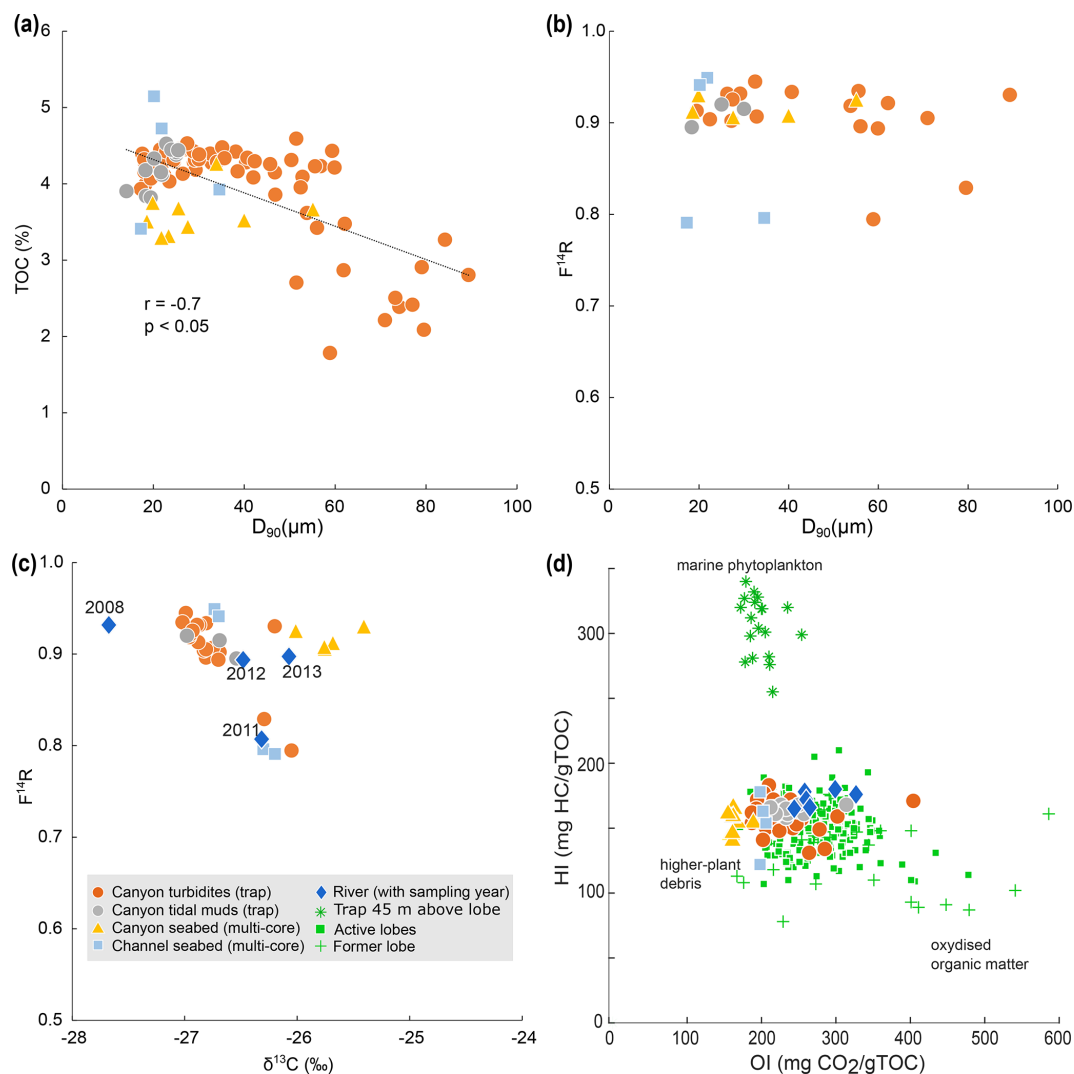 (a)
6
5
4
3
2
1
0
TOC (%)
r = -0.7
p < 0.05
0 20 40 60 80 100
D₉₀(μm)
(b)
1.0
0.9
0.8
0.7
0.6
0.5
F¹⁴R
0 20 40 60 80 100
D₉₀(μm)
(c)
1.0
0.9
0.8
0.7
0.6
0.5
F¹⁴R
2008
2012
2013
2011
Canyon turbidites (trap)
Canyon tidal muds (trap)
Canyon seabed (multi-core)
Channel seabed (multi-core)
River (with sampling year)
Trap 45 m above lobe
Active lobes
Former lobe
-28 -27 -26 -25 -24
δ¹³C (‰)
(d)
marine phytoplankton
300
200
100
0
HI (mg HC/gTOC)
higher-plant
debris
oxydised
organic matter
100 200 300 400 500 600
OI (mg CO₂/gTOC)